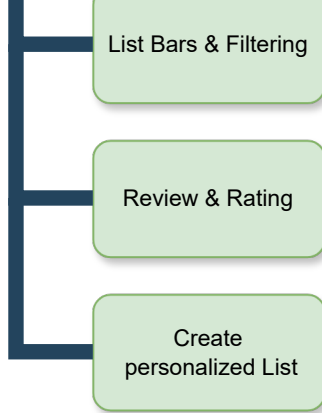 List Bars & Filtering
Review & Rating
Create
personalized List